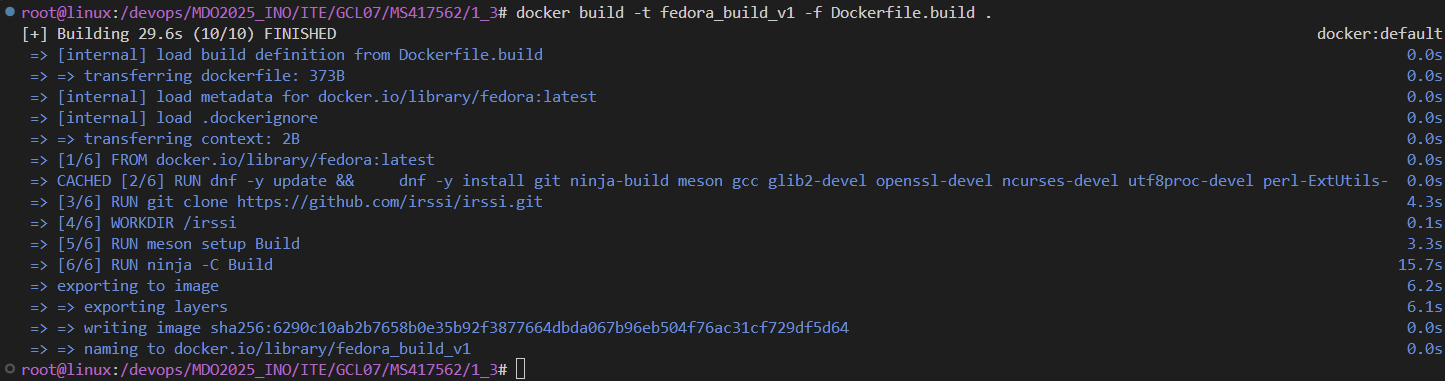 root@linux:/devops/MDO2025_INO/ITE/GCL07/MS417562/1_3# docker build -t fedora_build_v1 -f Dockerfile.build .
[+] Building 29.6s (10/10) FINISHED docker:default
=> [internal] load build definition from Dockerfile.build 0.0s
=> => transferring dockerfile: 373B 0.0s
=> [internal] load metadata for docker.io/library/fedora:latest 0.0s
=> [internal] load .dockerignore 0.0s
=> => transferring context: 2B 0.0s
=> [1/6] FROM docker.io/library/fedora:latest 0.0s
=> CACHED [2/6] RUN dnf -y update &&     dnf -y install git ninja-build meson gcc glib2-devel openssl-devel ncurses-devel utf8proc-devel perl-ExtUtils- 0.0s
=> [3/6] RUN git clone https://github.com/irssi/irssi.git 4.3s
=> [4/6] WORKDIR /irssi 0.1s
=> [5/6] RUN meson setup Build 3.3s
=> [6/6] RUN ninja -C Build 15.7s
=> exporting to image 6.2s
=> => exporting layers 6.1s
=> => writing image sha256:6290c10ab2b7658b0e35b92f3877664dbda067b96eb504f76ac31cf729df5d64 0.0s
=> => naming to docker.io/library/fedora_build_v1 0.0s
root@linux:/devops/MDO2025_INO/ITE/GCL07/MS417562/1_3#